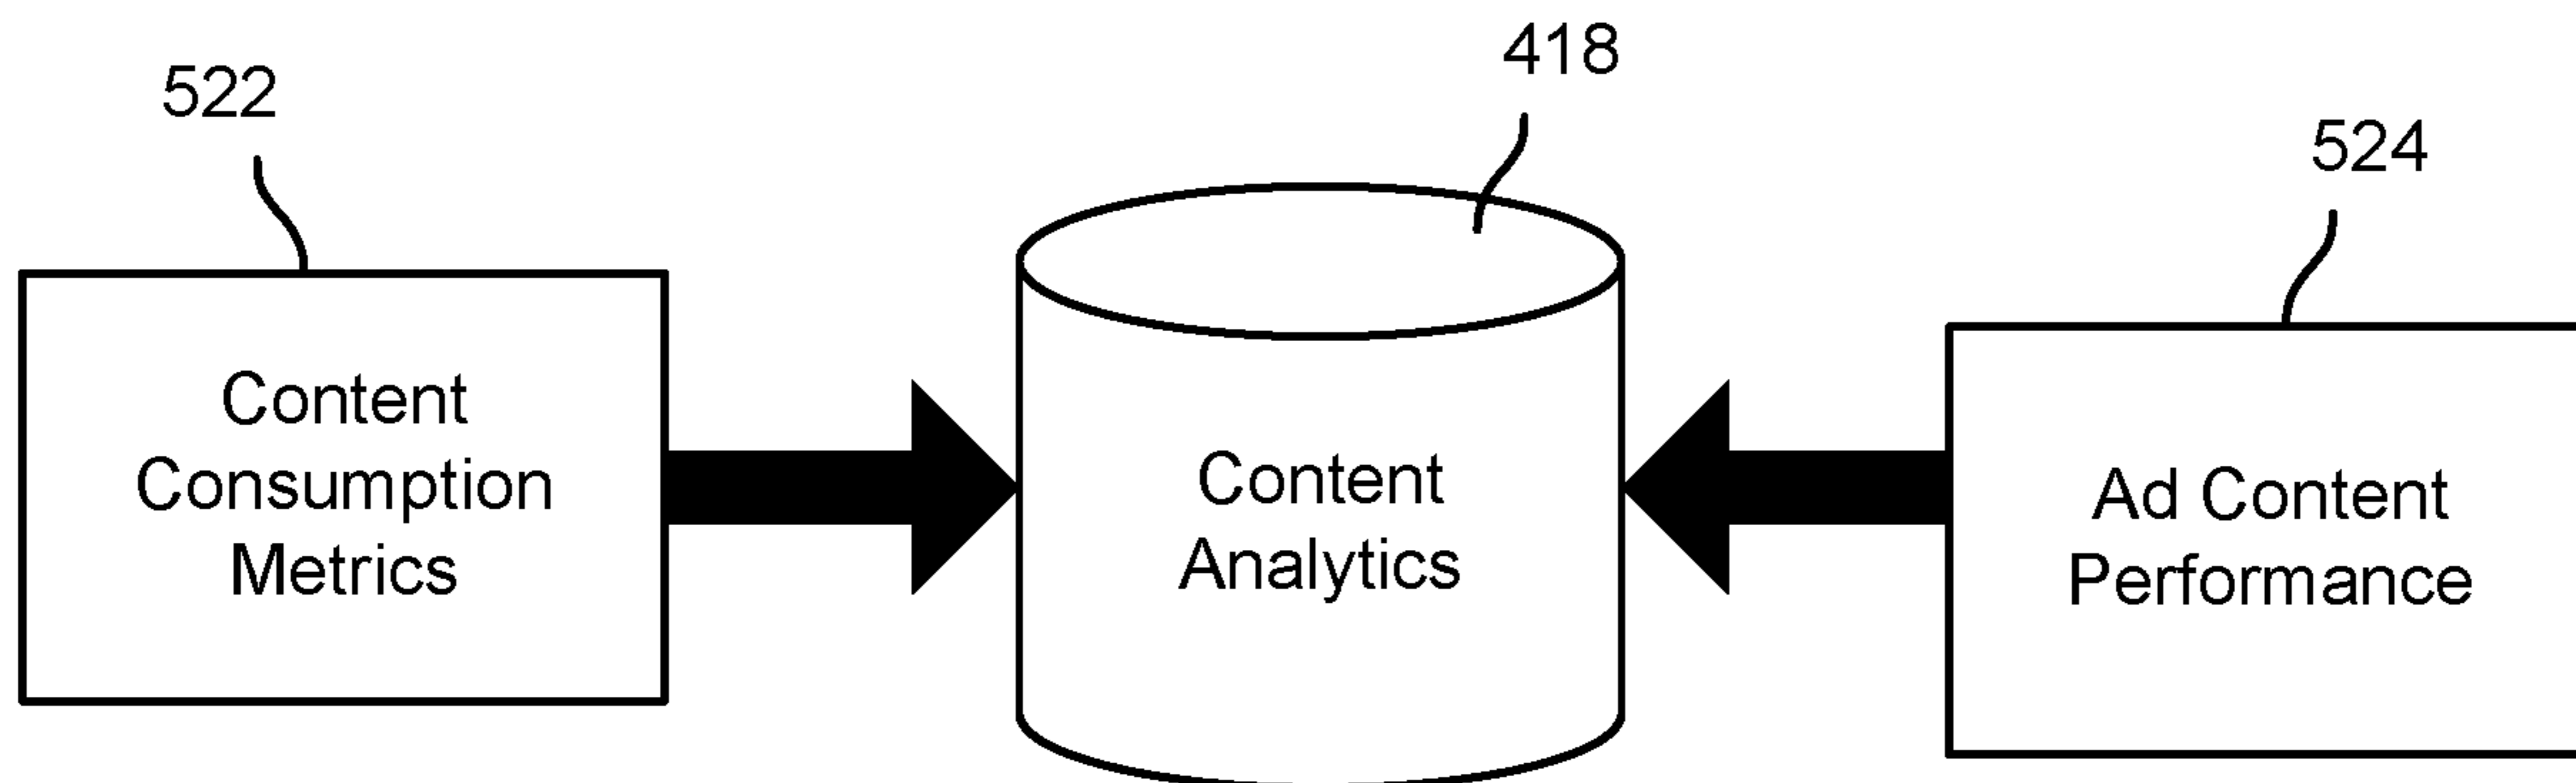 522
418
524
Content
Consumption
Metrics
Content
Analytics
Ad Content
Performance